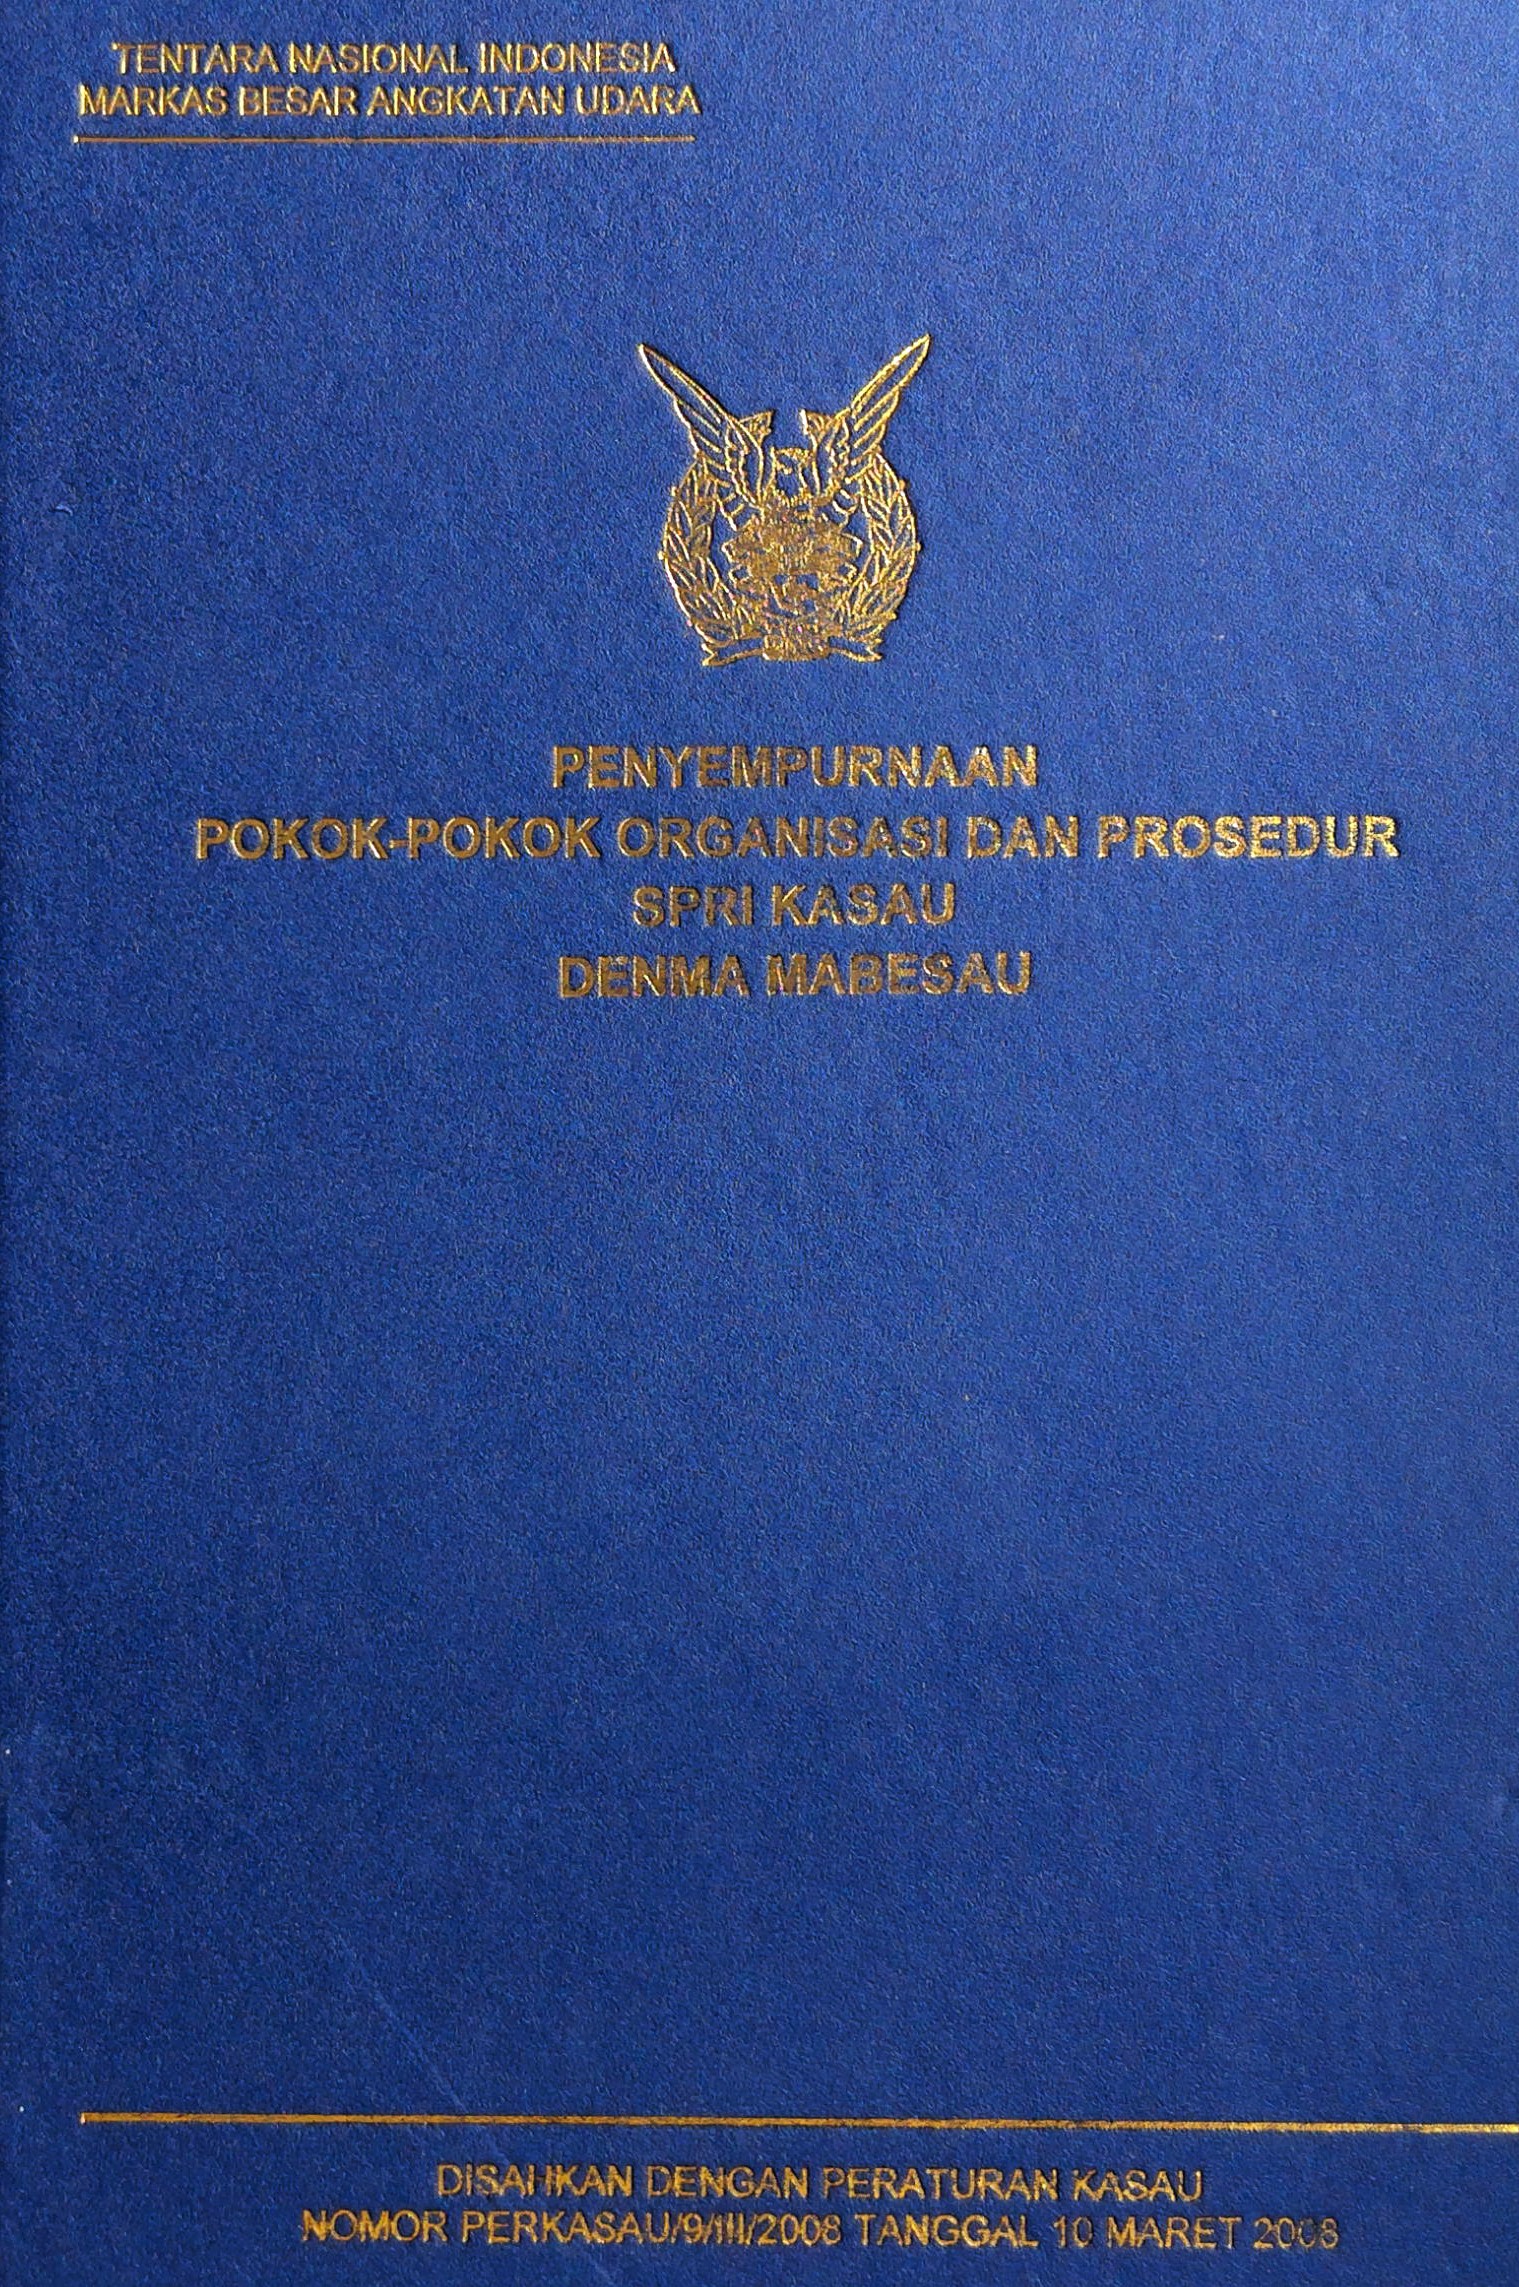 TENTARA NASIONAL INDONESIA
MARKAS BESAR ANGKATAN UDARA
PENYEMPURNAAN
POKOK-POKOK ORGANISASI DAN PROSEDUR
SPRI KASAU
DENMA MABESAU
DISAHKAN DENGAN PERATURAN KASAU
NOMOR PERKASAU/9/III/2008 TANGGAL 10 MARET 2008